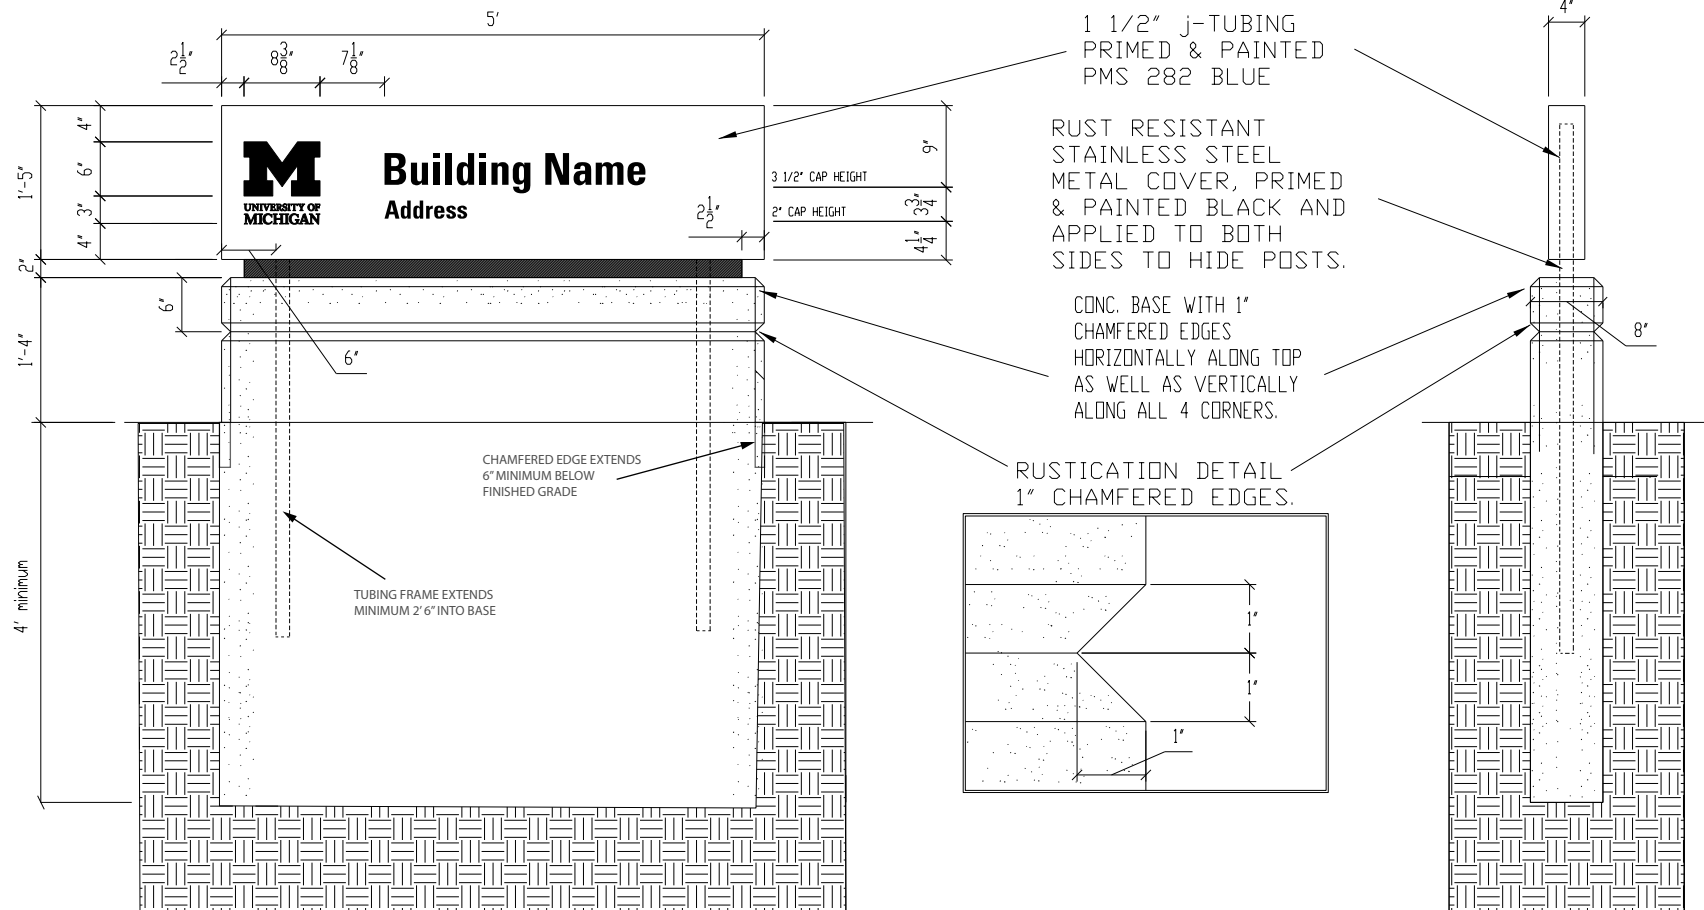 5'
2 1/2"
8 3/8"
7 1/8"
4"
6"
3"
4"
1'-5"
2"
1'-4"
4' minimum
M
UNIVERSITY OF
MICHIGAN
Building Name
Address
2 1/2"
3 1/2" CAP HEIGHT
2" CAP HEIGHT
9"
3 3/4"
4 1/4"
6"
6"
CHAMFERED EDGE EXTENDS
6" MINIMUM BELOW
FINISHED GRADE
TUBING FRAME EXTENDS
MINIMUM 2' 6" INTO BASE
1 1/2" j-TUBING
PRIMED & PAINTED
PMS 282 BLUE
RUST RESISTANT
STAINLESS STEEL
METAL COVER, PRIMED
& PAINTED BLACK AND
APPLIED TO BOTH
SIDES TO HIDE POSTS.
CONC. BASE WITH 1"
CHAMFERED EDGES
HORIZONTALLY ALONG TOP
AS WELL AS VERTICALLY
ALONG ALL 4 CORNERS.
RUSTICATION DETAIL
1" CHAMFERED EDGES.
1"
1"
1"
4"
8"